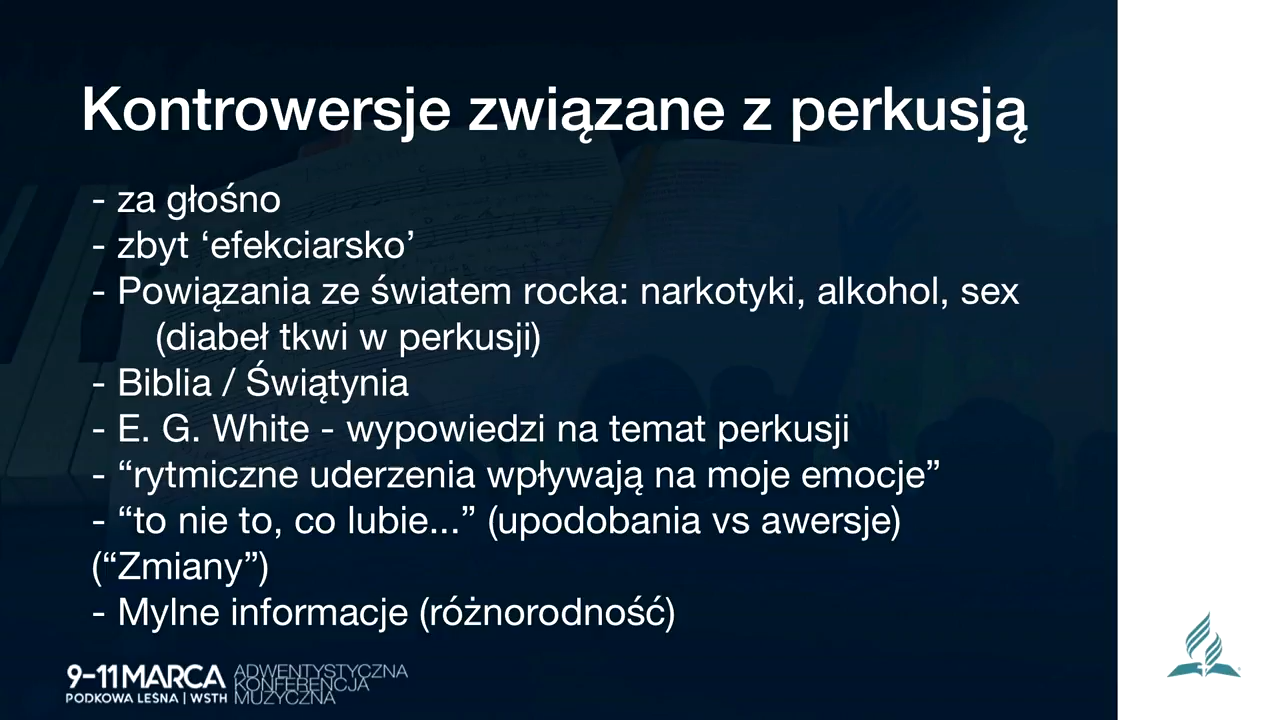 Kontrowersje związane z perkusją
- za głośno
- zbyt ‘efekciarsko’
- Powiązania ze światem rocka: narkotyki, alkohol, sex
(diabeł tkwi w perkusji)
- Biblia / Świątynia
- E. G. White - wypowiedzi na temat perkusji
- “rytmiczne uderzenia wpływają na moje emocje”
- “to nie to, co lubie...” (upodobania vs awersje)
(“Zmiany”)
- Mylne informacje (różnorodność)
9-11 MARCA
PODKOWA LEŚNA | WSTH
ADWENTYSTYCZNA
KONFERENCJA
MUZYCZNA